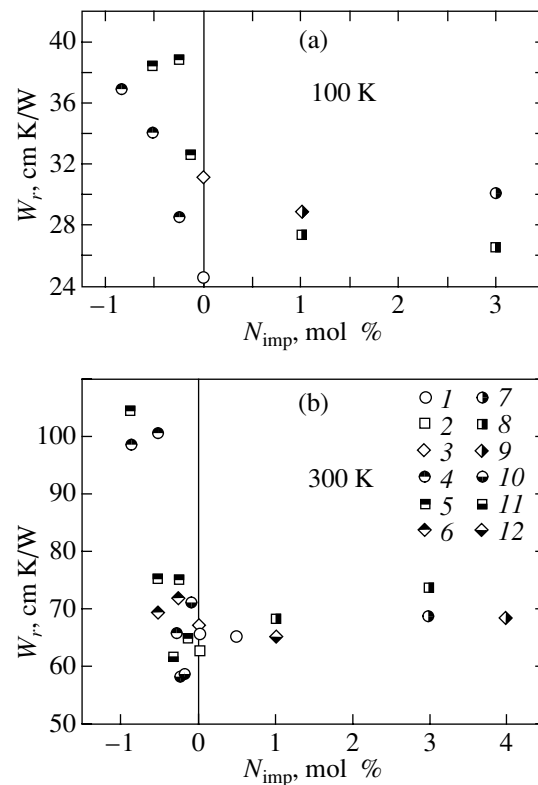 (a)
100 K
40
36
32
28
24
W_r, cm K/W
−1 0 1 2 3
N_imp, mol %
(b)
300 K
1 7
2 8
3 9
4 10
5 11
6 12
100
90
80
70
60
50
W_r, cm K/W
−1 0 1 2 3 4
N_imp, mol %